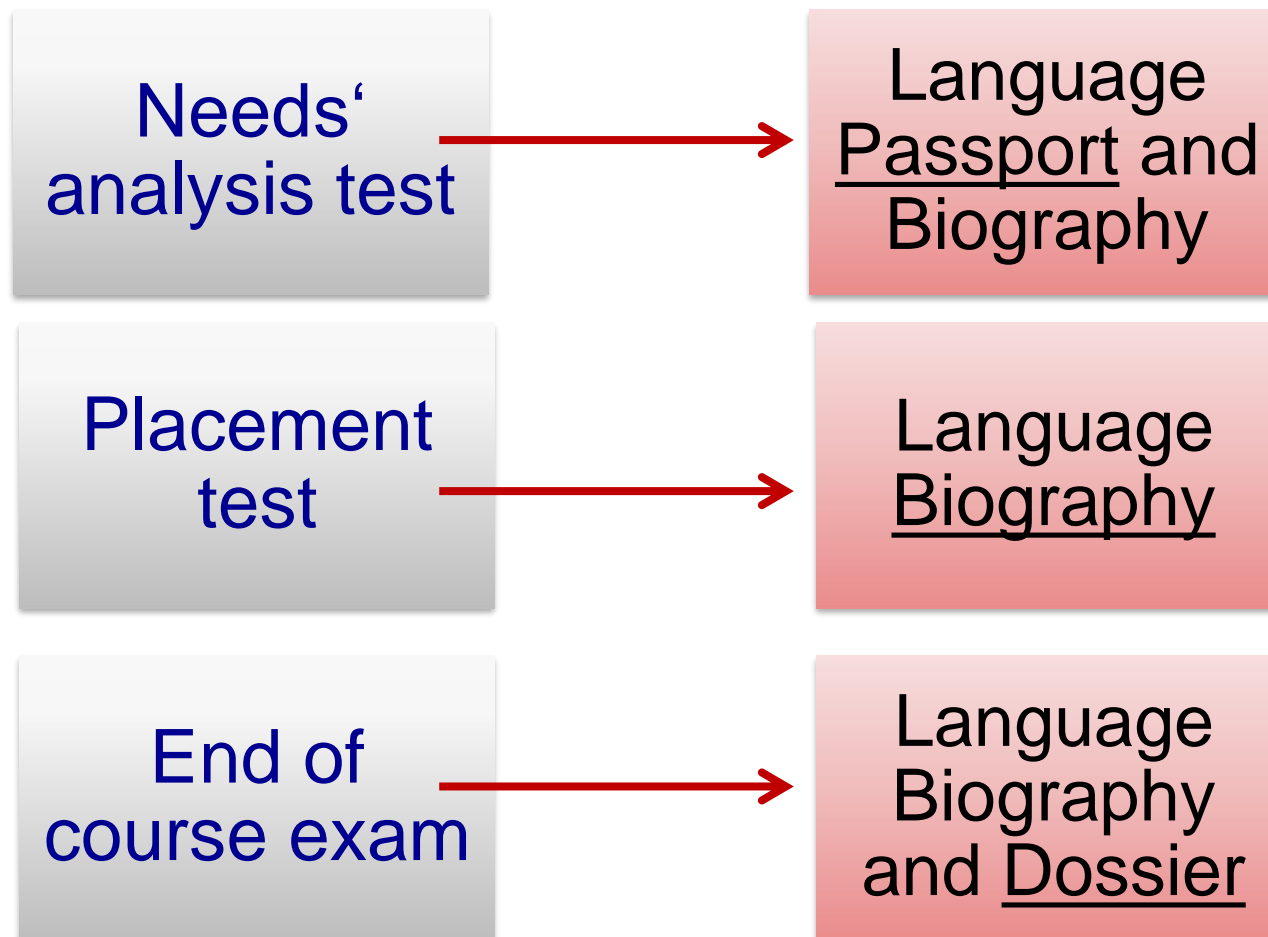 Needs‘
analysis test
Language
Passport and
Biography
Placement
test
Language
Biography
End of
course exam
Language
Biography
and Dossier